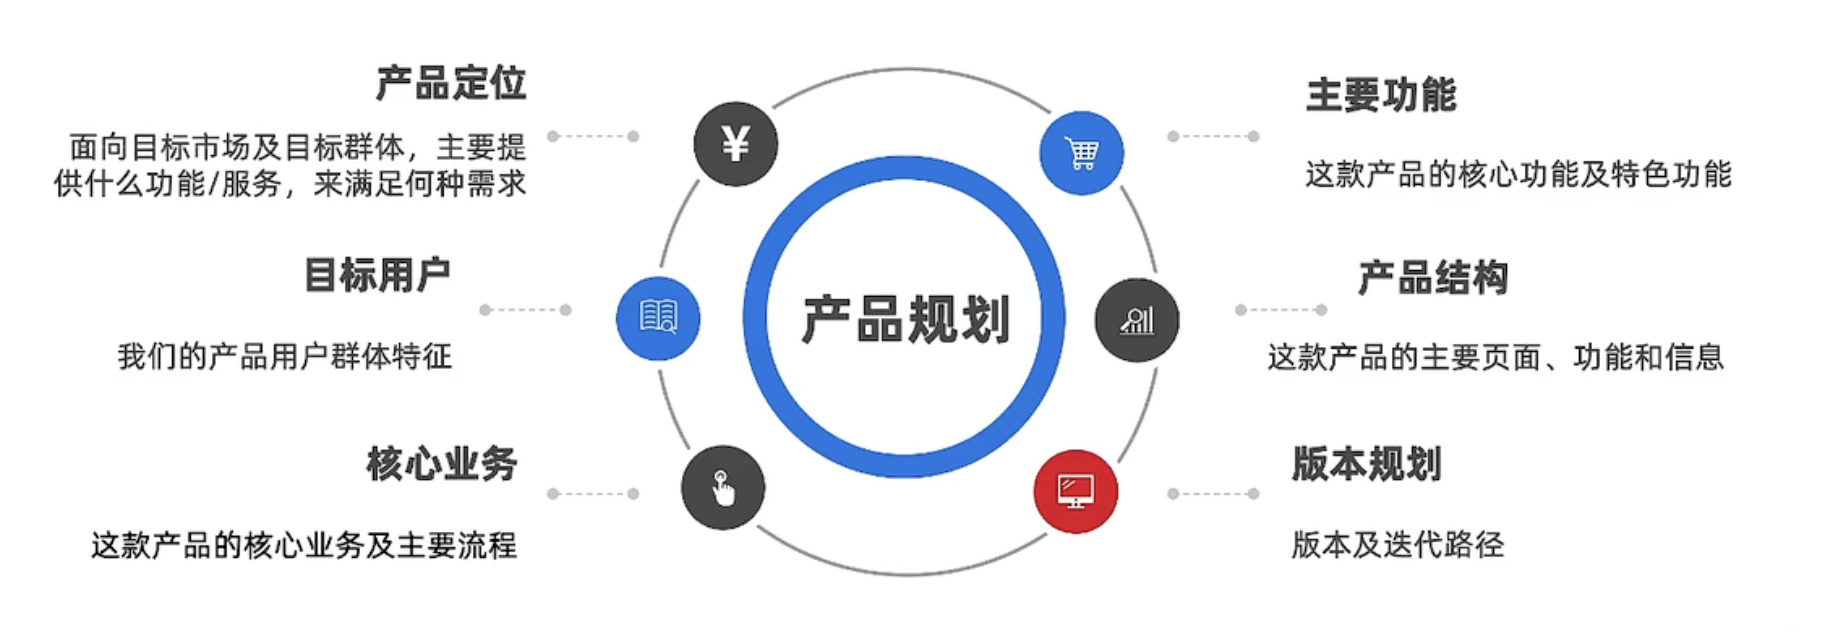 产品定位
面向目标市场及目标群体，主要提
供什么功能/服务，来满足何种需求
目标用户
我们的产品用户群体特征
核心业务
这款产品的核心业务及主要流程
¥
产品规划
主要功能
这款产品的核心功能及特色功能
产品结构
这款产品的主要页面、功能和信息
版本规划
版本及迭代路径